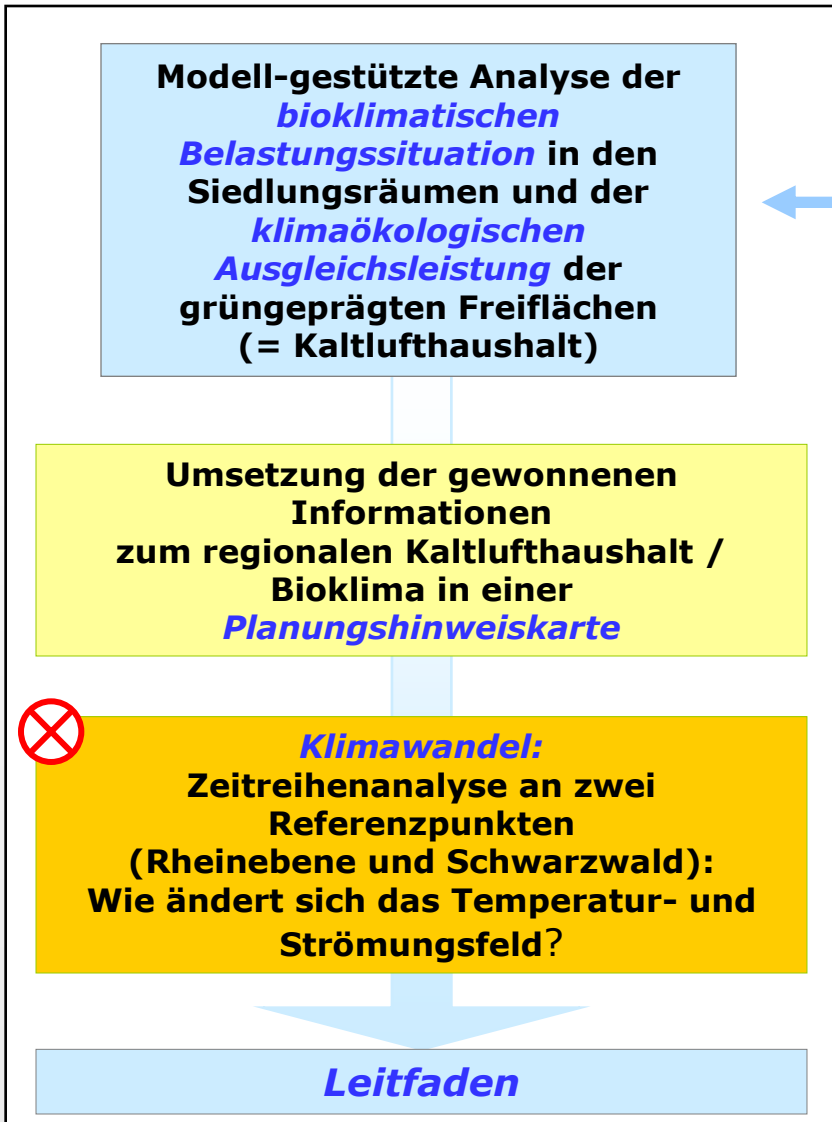 Modell-gestützte Analyse der
bioklimatischen
Belastungssituation in den
Siedlungsräumen und der
klimaökologischen
Ausgleichsleistung der
grüngeprägten Freiflächen
(= Kaltlufthaushalt)
Umsetzung der gewonnenen
Informationen
zum regionalen Kaltlufthaushalt /
Bioklima in einer
Planungshinweiskarte
Klimawandel:
Zeitreihenanalyse an zwei
Referenzpunkten
(Rheinebene und Schwarzwald):
Wie ändert sich das Temperatur- und
Strömungsfeld?
Leitfaden